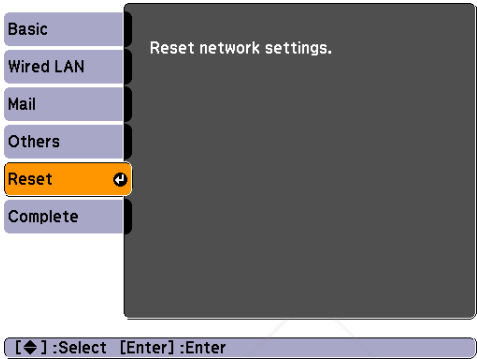 Basic
Reset network settings.
Wired LAN
Mail
Others
Reset
Complete
[◆] :Select [Enter] :Enter